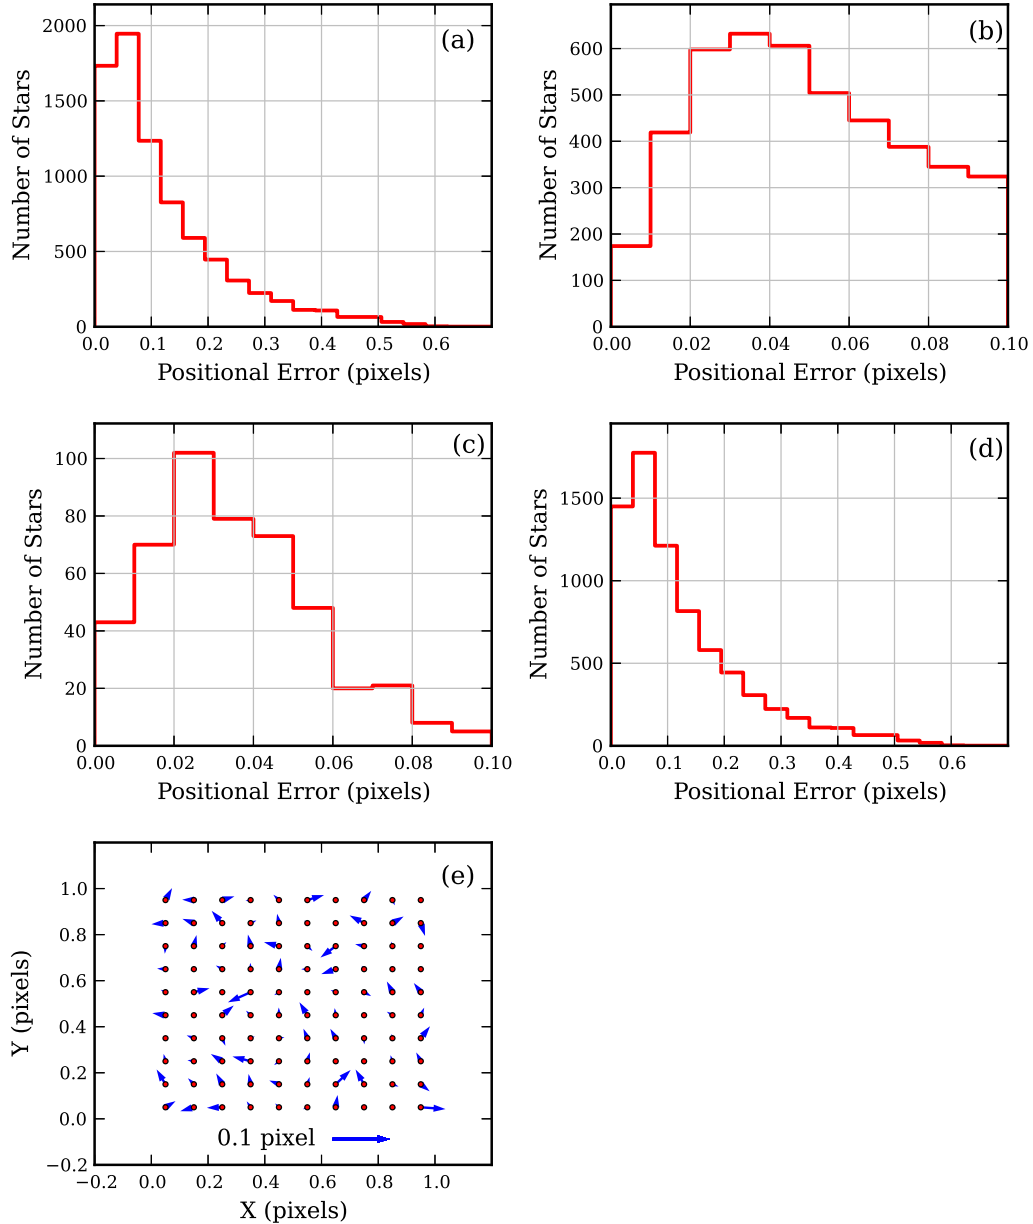 (a)
Number of Stars
2000
1500
1000
500
0
0.0 0.1 0.2 0.3 0.4 0.5 0.6
Positional Error (pixels)
(b)
Number of Stars
600
500
400
300
200
100
0
0.00 0.02 0.04 0.06 0.08 0.10
Positional Error (pixels)
(c)
Number of Stars
100
80
60
40
20
0
0.00 0.02 0.04 0.06 0.08 0.10
Positional Error (pixels)
(d)
Number of Stars
1500
1000
500
0
0.0 0.1 0.2 0.3 0.4 0.5 0.6
Positional Error (pixels)
(e)
Y (pixels)
1.0
0.8
0.6
0.4
0.2
0.0
−0.2
0.1 pixel
−0.2 0.0 0.2 0.4 0.6 0.8 1.0
X (pixels)